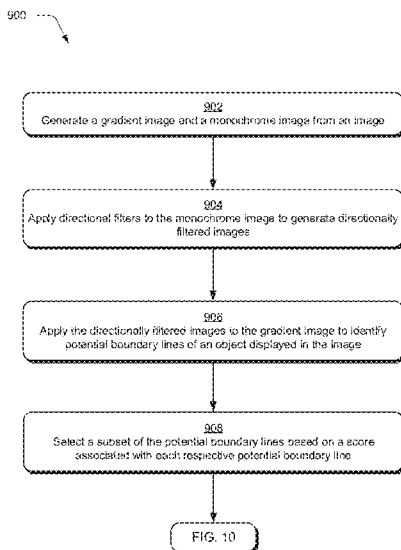 900
902
Generate a gradient image and a monochrome image from an image
904
Apply directional filters to the monochrome image to generate directionally
filtered images
906
Apply the directionally filtered images to the gradient image to identify
potential boundary lines of an object displayed in the image
908
Select a subset of the potential boundary lines based on a score
associated with each respective potential boundary line
FIG. 10